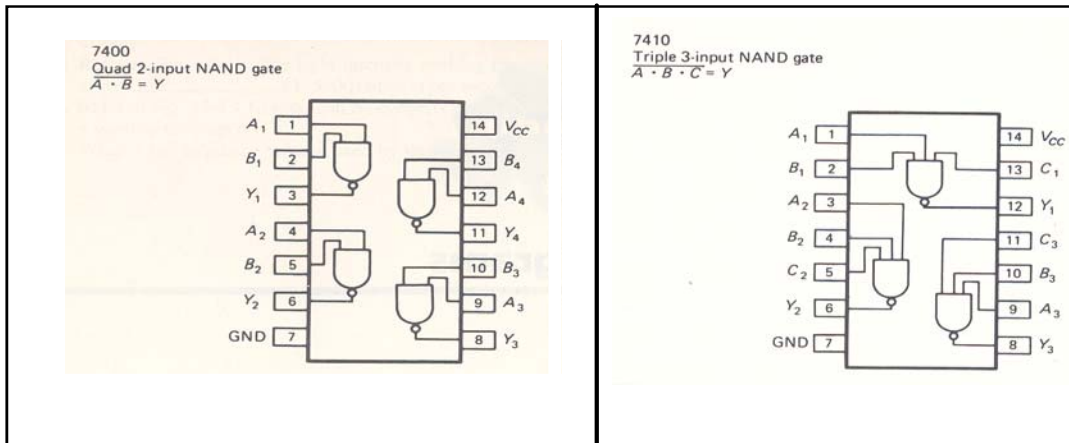 7400
Quad 2-input NAND gate
A · B = Y
A1 1
14 VCC
B1 2
13 B4
Y1 3
12 A4
A2 4
11 Y4
B2 5
10 B3
Y2 6
9 A3
GND 7
8 Y3
7410
Triple 3-input NAND gate
A · B · C = Y
A1 1
14 VCC
B1 2
13 C1
A2 3
12 Y1
B2 4
11 C3
C2 5
10 B3
Y2 6
9 A3
GND 7
8 Y3